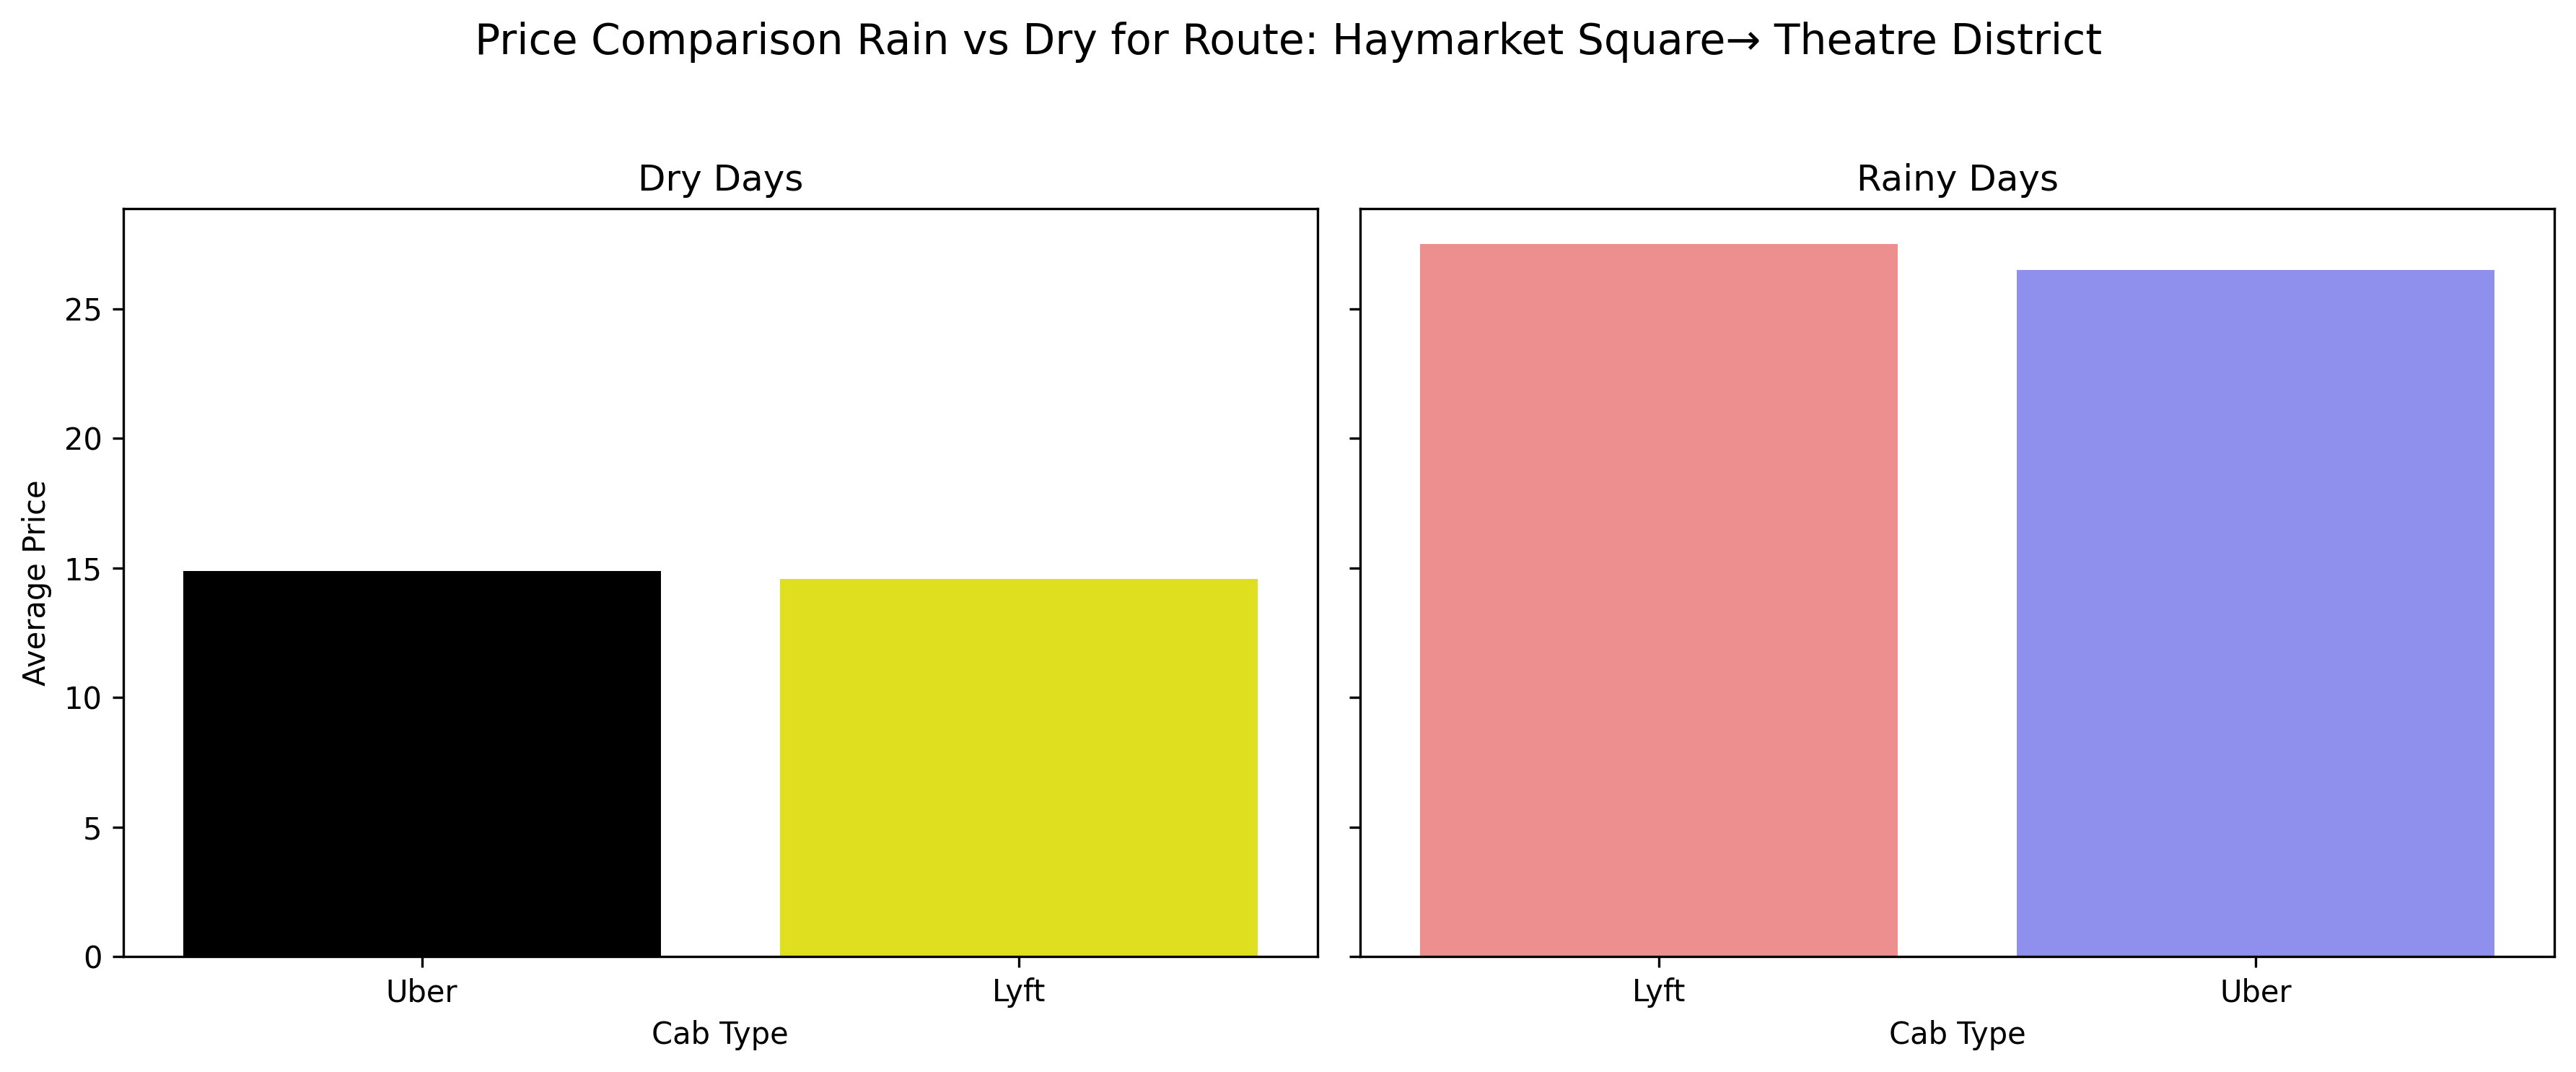 Price Comparison Rain vs Dry for Route: Haymarket Square→ Theatre District
Dry Days
Average Price
25
20
15
10
5
0
Uber
Lyft
Cab Type
Rainy Days
Lyft
Uber
Cab Type